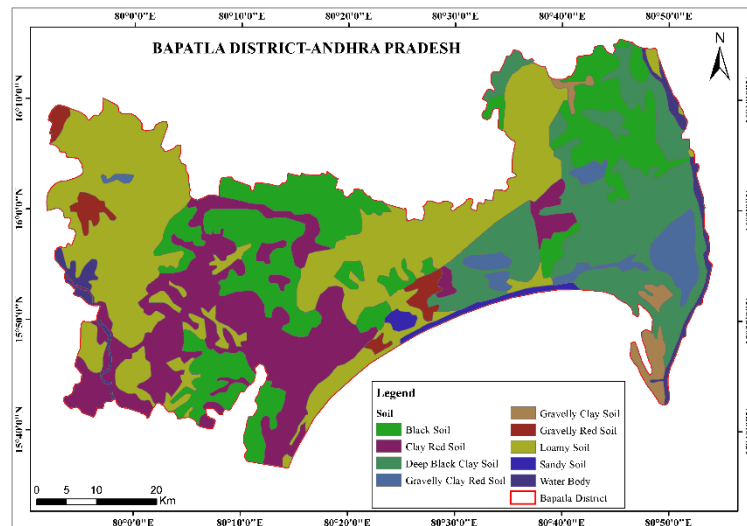 80°0'0"E 80°10'0"E 80°20'0"E 80°30'0"E 80°40'0"E 80°50'0"E
BAPATLA DISTRICT-ANDHRA PRADESH
N
16°10'0"N
16°0'0"N
15°50'0"N
15°40'0"N
Legend
Soil
Black Soil
Clay Red Soil
Deep Black Clay Soil
Gravelly Clay Red Soil
Gravelly Clay Soil
Gravelly Red Soil
Loamy Soil
Sandy Soil
Water Body
Bapatla District
0 5 10 20
Km
80°0'0"E 80°10'0"E 80°20'0"E 80°30'0"E 80°40'0"E 80°50'0"E